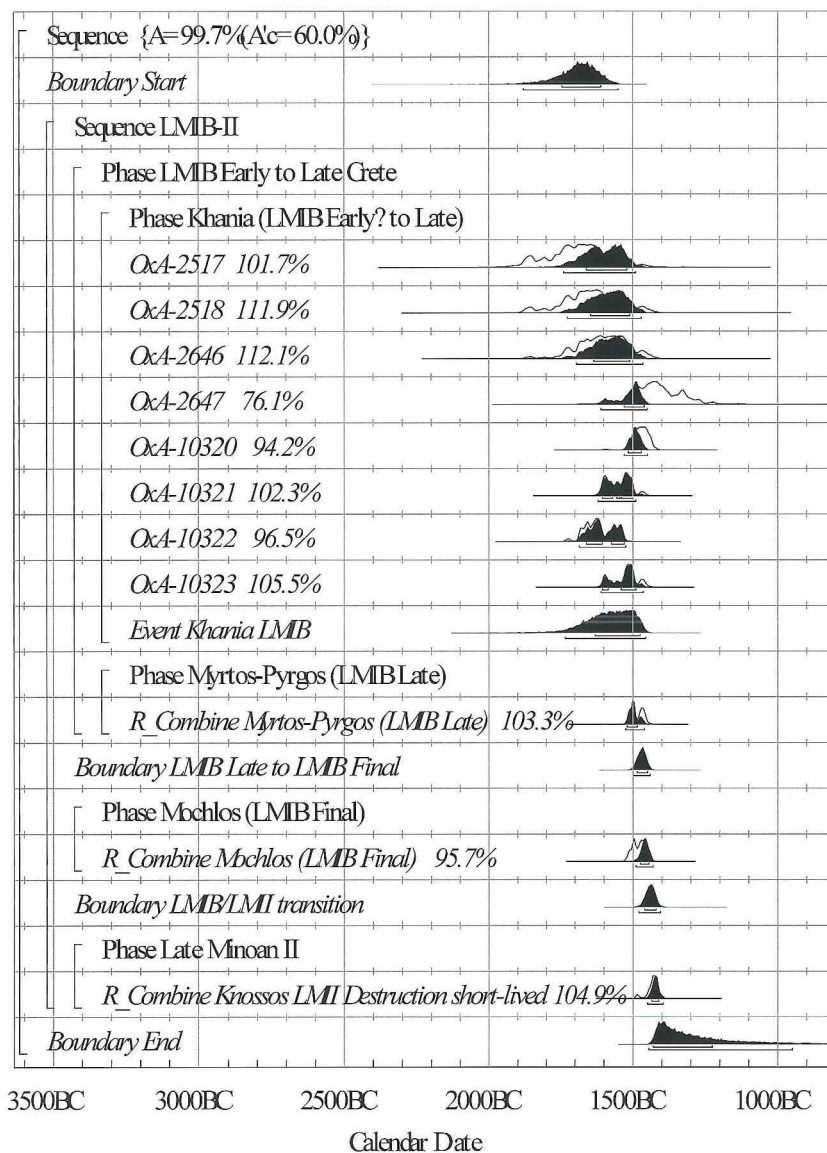 Sequence {A=99.7%(A'c=60.0%)}
Boundary Start
Sequence LMIB-II
Phase LMIB Early to Late Crete
Phase Khania (LMIB Early? to Late)
OxA-2517 101.7%
OxA-2518 111.9%
OxA-2646 112.1%
OxA-2647 76.1%
OxA-10320 94.2%
OxA-10321 102.3%
OxA-10322 96.5%
OxA-10323 105.5%
Event Khania LMIB
Phase Myrtos-Pyrgos (LMIB Late)
R_Combine Myrtos-Pyrgos (LMIB Late) 103.3%
Boundary LMIB Late to LMIB Final
Phase Mochlos (LMIB Final)
R_Combine Mochlos (LMIB Final) 95.7%
Boundary LMIB/LMII transition
Phase Late Minoan II
R_Combine Knossos LMII Destruction short-lived 104.9%
Boundary End
3500BC 3000BC 2500BC 2000BC 1500BC 1000BC
Calendar Date